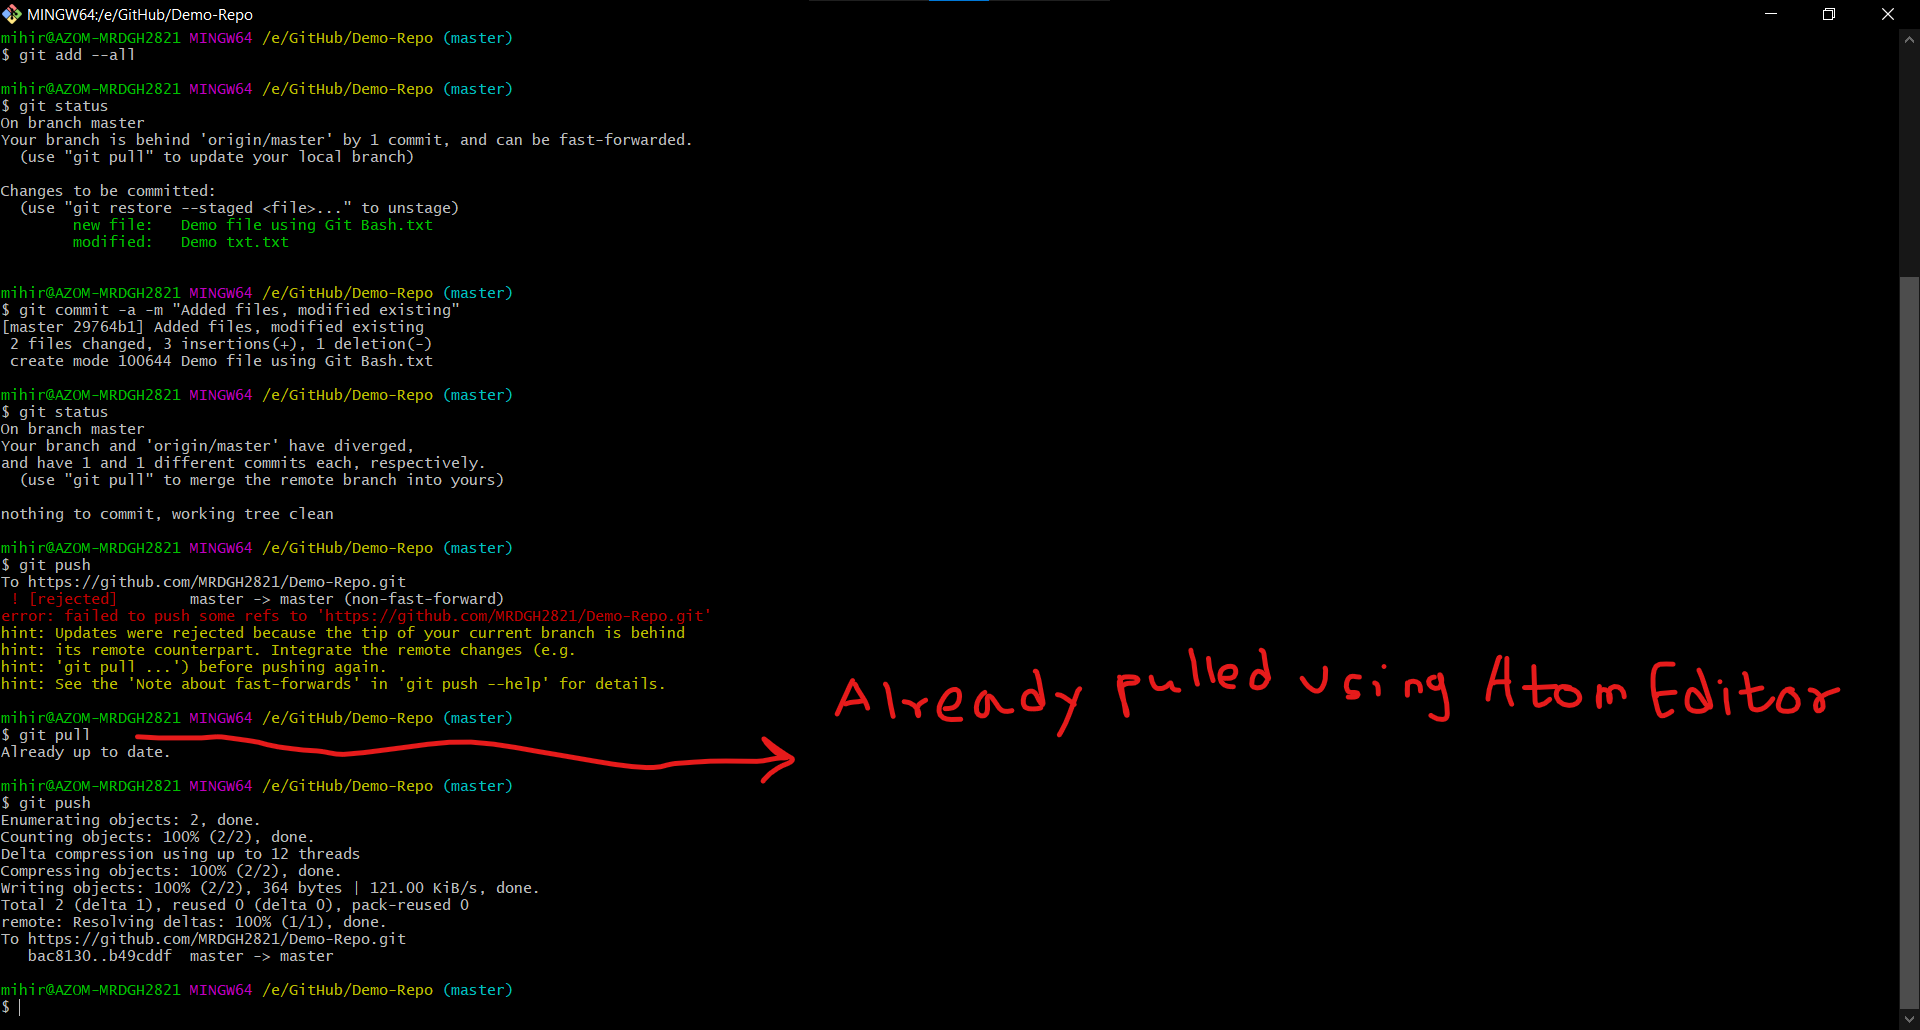 MINGW64:/e/GitHub/Demo-Repo
mihir@AZOM-MRDGH2821 MINGW64 /e/GitHub/Demo-Repo (master)
$ git add --all
mihir@AZOM-MRDGH2821 MINGW64 /e/GitHub/Demo-Repo (master)
$ git status
On branch master
Your branch is behind 'origin/master' by 1 commit, and can be fast-forwarded.
  (use "git pull" to update your local branch)
Changes to be committed:
  (use "git restore --staged <file>..." to unstage)
        new file:   Demo file using Git Bash.txt
        modified:   Demo txt.txt
mihir@AZOM-MRDGH2821 MINGW64 /e/GitHub/Demo-Repo (master)
$ git commit -a -m "Added files, modified existing"
[master 29764b1] Added files, modified existing
 2 files changed, 3 insertions(+), 1 deletion(-)
 create mode 100644 Demo file using Git Bash.txt
mihir@AZOM-MRDGH2821 MINGW64 /e/GitHub/Demo-Repo (master)
$ git status
On branch master
Your branch and 'origin/master' have diverged,
and have 1 and 1 different commits each, respectively.
  (use "git pull" to merge the remote branch into yours)
nothing to commit, working tree clean
mihir@AZOM-MRDGH2821 MINGW64 /e/GitHub/Demo-Repo (master)
$ git push
To https://github.com/MRDGH2821/Demo-Repo.git
 ! [rejected]        master -> master (non-fast-forward)
error: failed to push some refs to 'https://github.com/MRDGH2821/Demo-Repo.git'
hint: Updates were rejected because the tip of your current branch is behind
hint: its remote counterpart. Integrate the remote changes (e.g.
hint: 'git pull ...') before pushing again.
hint: See the 'Note about fast-forwards' in 'git push --help' for details.
Already pulled using Atom Editor
mihir@AZOM-MRDGH2821 MINGW64 /e/GitHub/Demo-Repo (master)
$ git pull
Already up to date.
mihir@AZOM-MRDGH2821 MINGW64 /e/GitHub/Demo-Repo (master)
$ git push
Enumerating objects: 2, done.
Counting objects: 100% (2/2), done.
Delta compression using up to 12 threads
Compressing objects: 100% (2/2), done.
Writing objects: 100% (2/2), 364 bytes | 121.00 KiB/s, done.
Total 2 (delta 1), reused 0 (delta 0), pack-reused 0
remote: Resolving deltas: 100% (1/1), done.
To https://github.com/MRDGH2821/Demo-Repo.git
   bac8130..b49cddf  master -> master
mihir@AZOM-MRDGH2821 MINGW64 /e/GitHub/Demo-Repo (master)
$